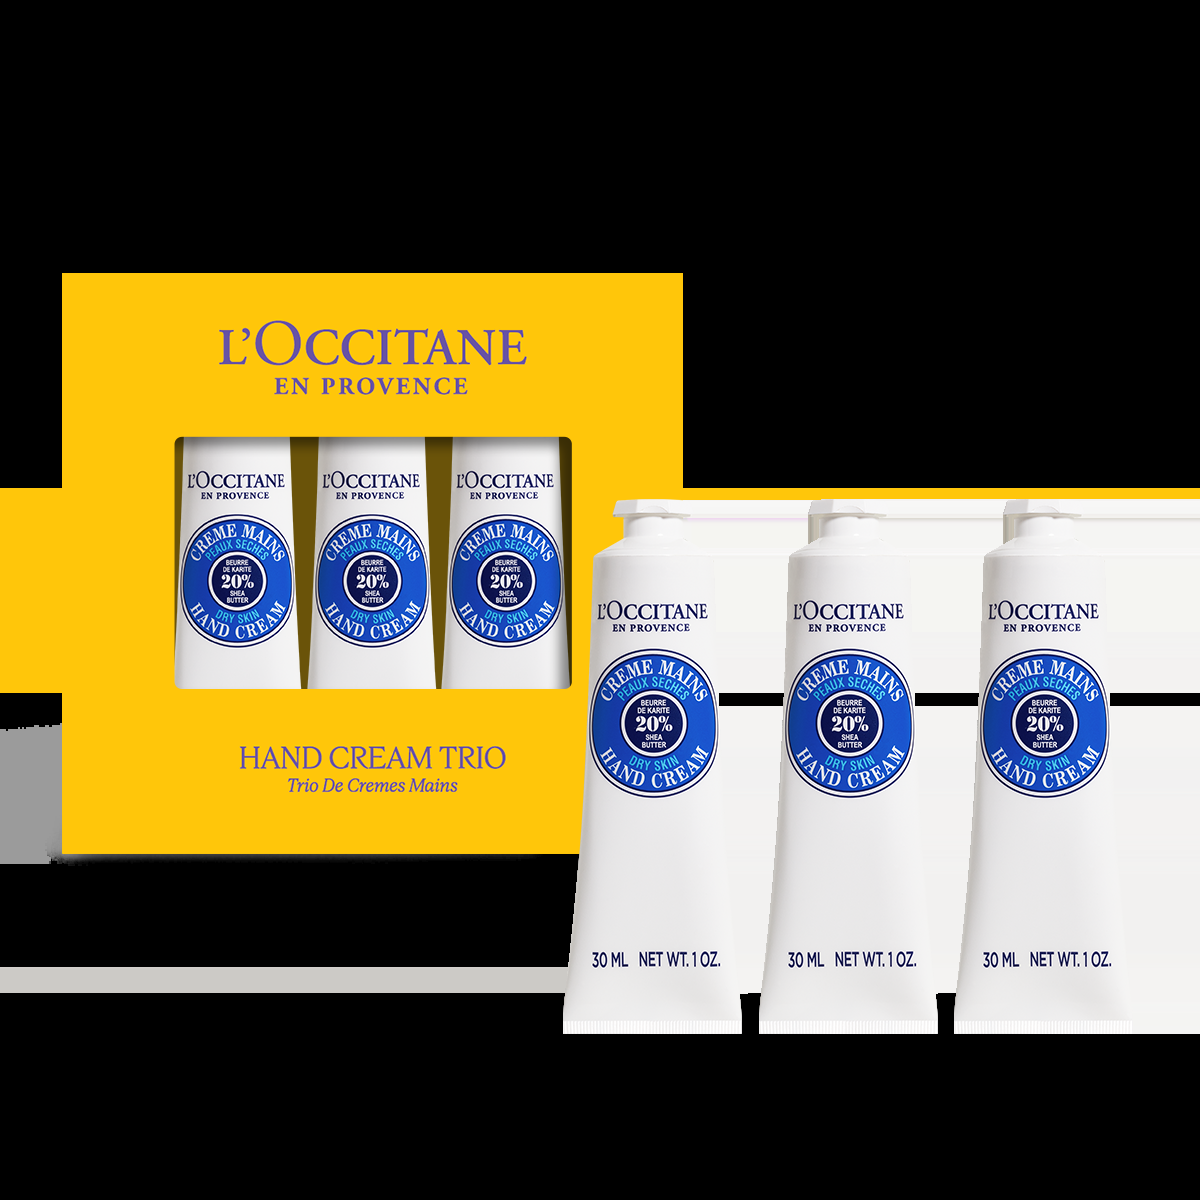 L'OCCITANE
EN PROVENCE
L'OCCITANE
EN PROVENCE
CREME MAINS
PEAUX SECHES
BEURRE
DE KARITE
20%
SHEA
BUTTER
DRY SKIN
HAND CREAM
L'OCCITANE
EN PROVENCE
CREME MAINS
PEAUX SECHES
BEURRE
DE KARITE
20%
SHEA
BUTTER
DRY SKIN
HAND CREAM
L'OCCITANE
EN PROVENCE
CREME MAINS
PEAUX SECHES
BEURRE
DE KARITE
20%
SHEA
BUTTER
DRY SKIN
HAND CREAM
HAND CREAM TRIO
Trio De Cremes Mains
L'OCCITANE
EN PROVENCE
CREME MAINS
PEAUX SECHES
BEURRE
DE KARITE
20%
SHEA
BUTTER
DRY SKIN
HAND CREAM
30 ML NET WT. 1 OZ.
L'OCCITANE
EN PROVENCE
CREME MAINS
PEAUX SECHES
BEURRE
DE KARITE
20%
SHEA
BUTTER
DRY SKIN
HAND CREAM
30 ML NET WT. 1 OZ.
L'OCCITANE
EN PROVENCE
CREME MAINS
PEAUX SECHES
BEURRE
DE KARITE
20%
SHEA
BUTTER
DRY SKIN
HAND CREAM
30 ML NET WT. 1 OZ.